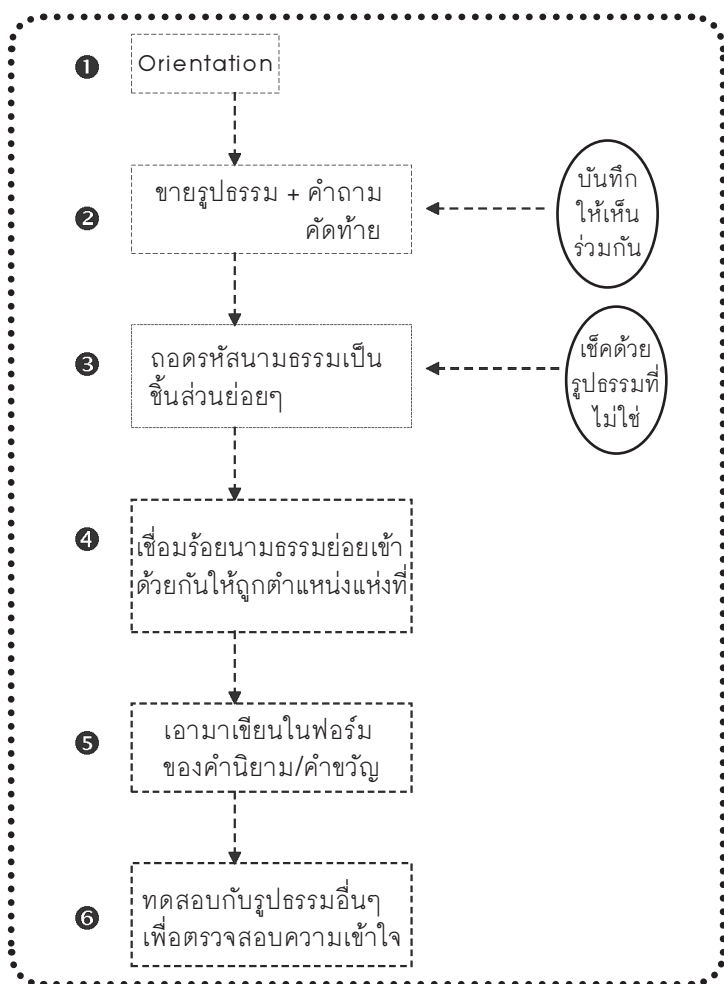 ❶ Orientation
❷ ขายรูปธรรม + คำถาม
คัดท้าย
บันทึก
ให้เห็น
ร่วมกัน
❸ ถอดรหัสนามธรรมเป็น
ชิ้นส่วนย่อยๆ
เช็คด้วย
รูปธรรมที่
ไม่ใช่
❹ เชื่อมร้อยนามธรรมย่อยเข้า
ด้วยกันให้ถูกตำแหน่งแห่งที่
❺ เอามาเขียนในฟอร์ม
ของคำนิยาม/คำขวัญ
❻ ทดสอบกับรูปธรรมอื่นๆ
เพื่อตรวจสอบความเข้าใจ